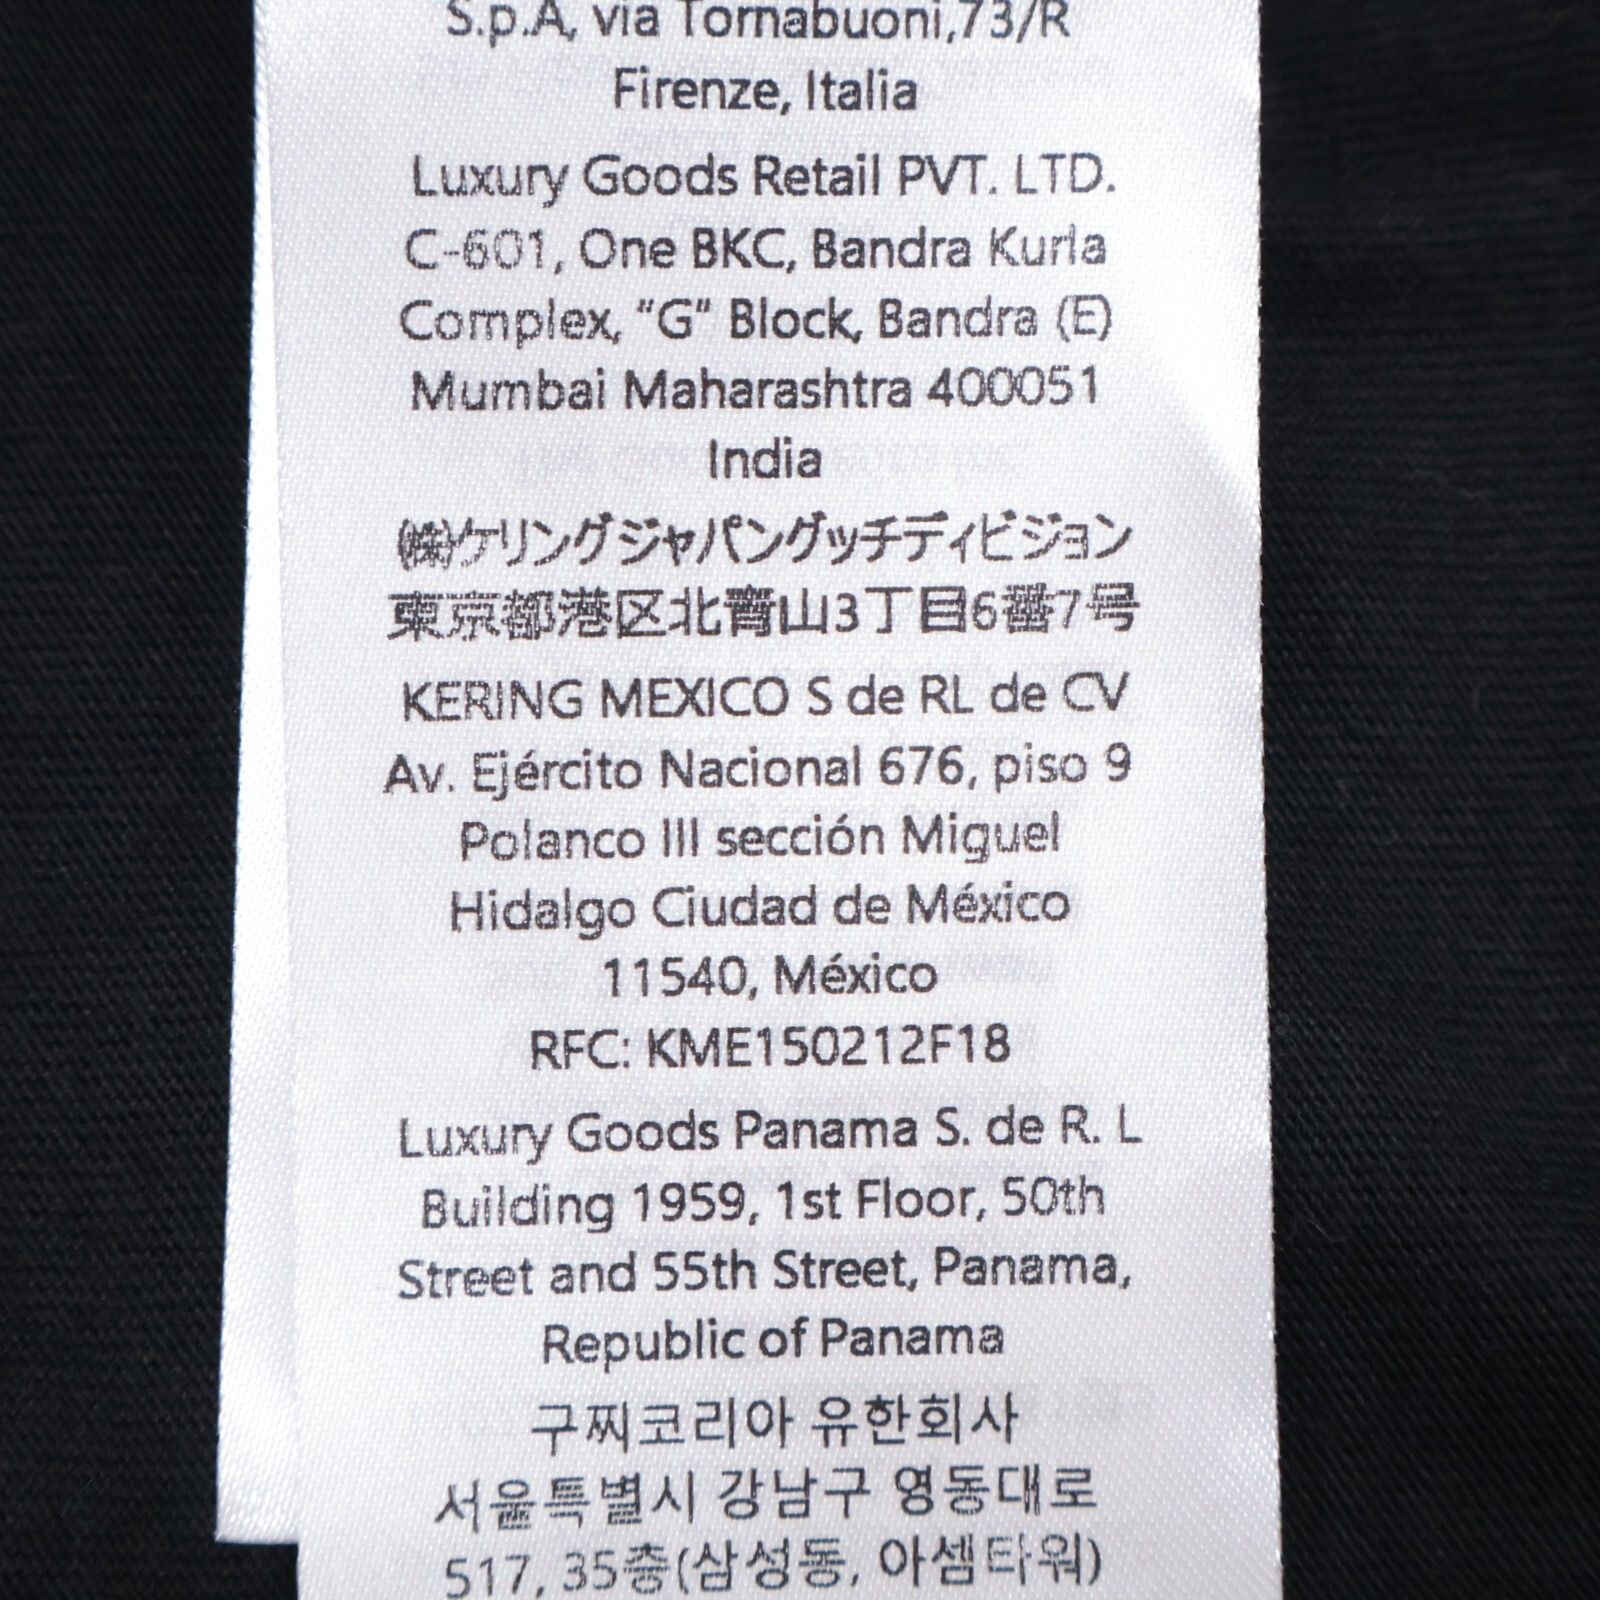 S.p.A, via Tornabuoni,73/R
Firenze, Italia
Luxury Goods Retail PVT. LTD.
C-601, One BKC, Bandra Kurla
Complex, "G" Block, Bandra (E)
Mumbai Maharashtra 400051
India
(株)ケリングジャパングッチディビジョン
東京都港区北青山3丁目6番7号
KERING MEXICO S de RL de CV
Av. Ejército Nacional 676, piso 9
Polanco III sección Miguel
Hidalgo Ciudad de México
11540, México
RFC: KME150212F18
Luxury Goods Panama S. de R. L
Building 1959, 1st Floor, 50th
Street and 55th Street, Panama,
Republic of Panama
구찌코리아 유한회사
서울특별시 강남구 영동대로
517, 35층(삼성동, 아셈타워)